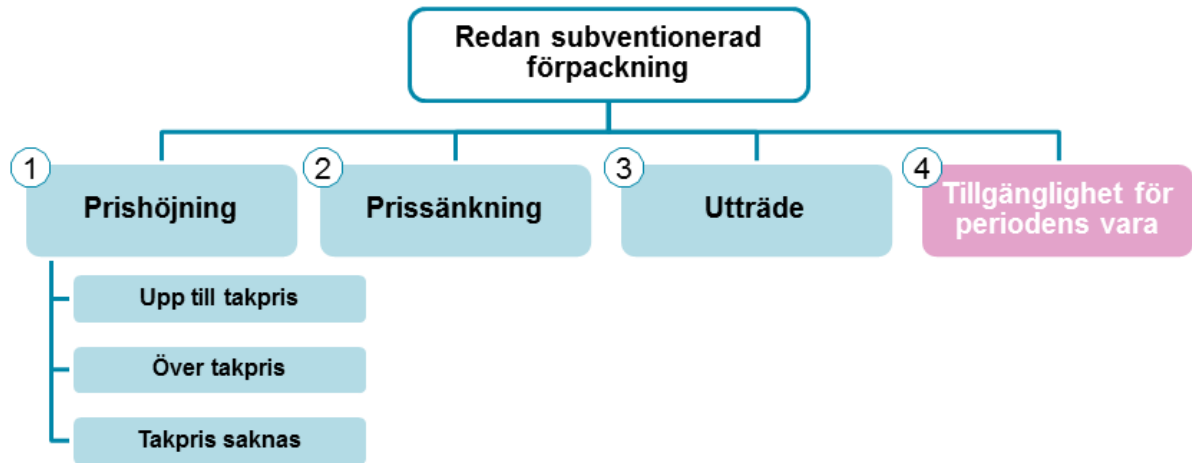 Redan subventionerad
förpackning
1
Prishöjning
2
Prissänkning
3
Utträde
4
Tillgänglighet för
periodens vara
Upp till takpris
Över takpris
Takpris saknas